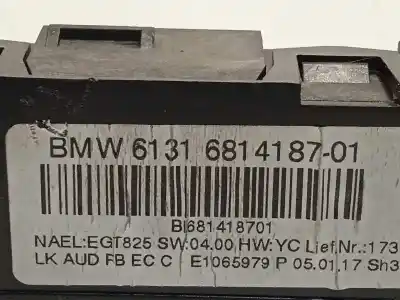 BMW 6131 6814187-01
BI681418701
NAEL:EGT825 SW:04.00 HW:YC Lief.Nr.:173
LK AUD FB EC C E1065979 P 05.01.17 Sh3